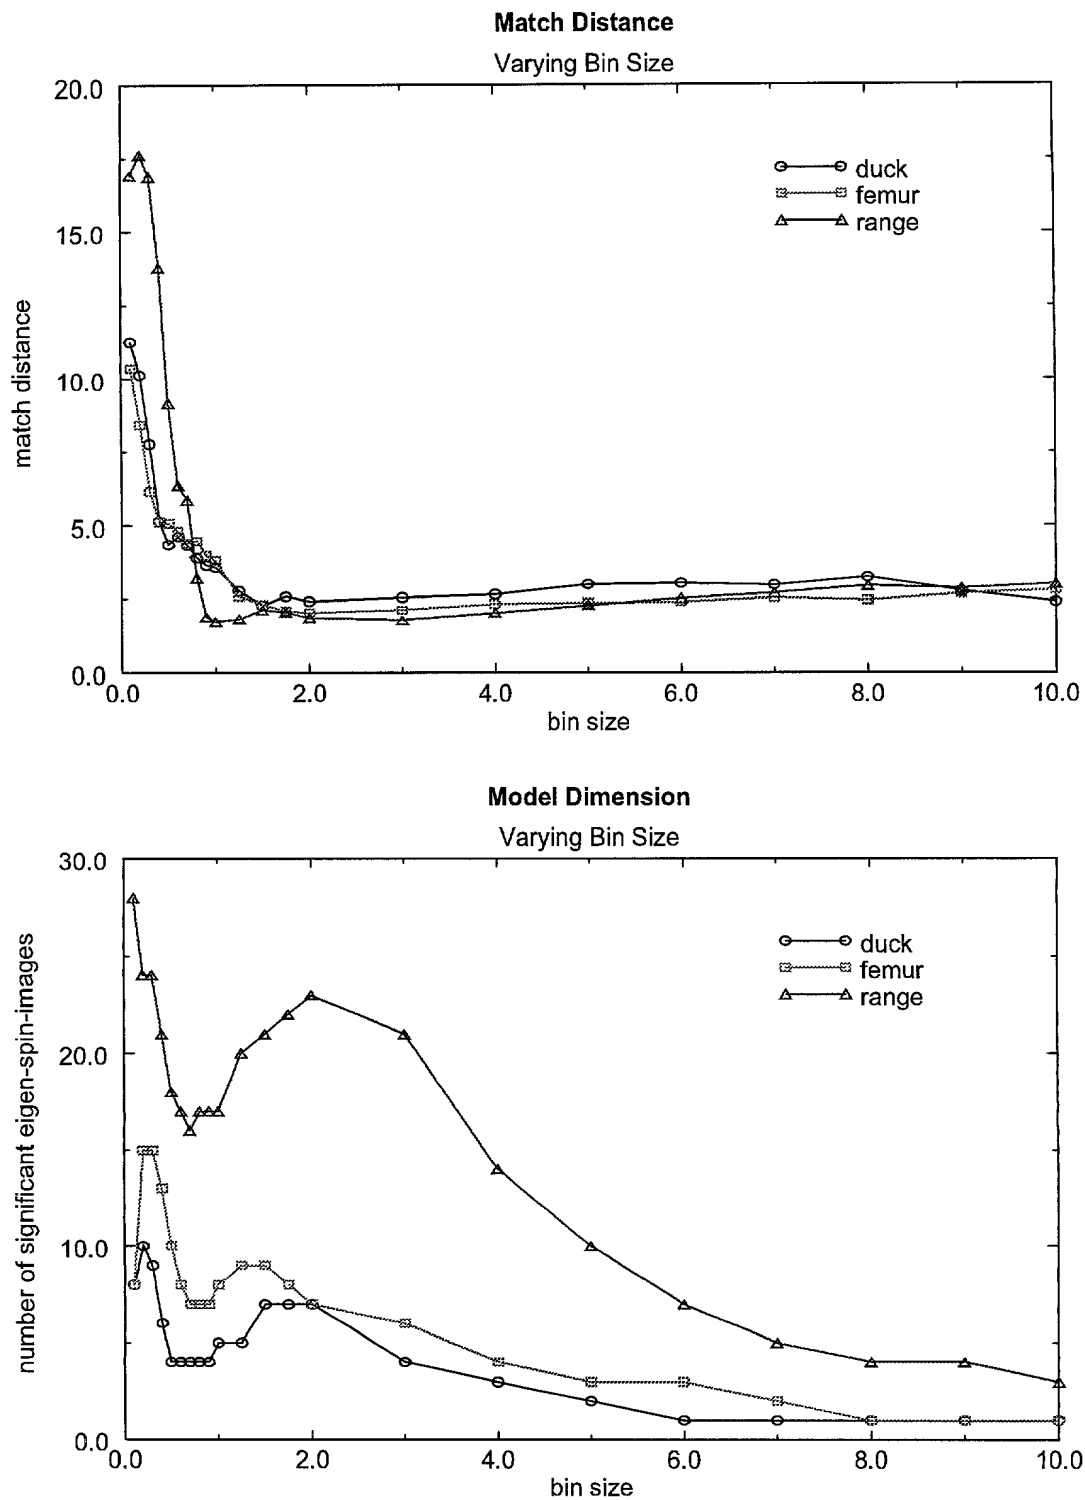 Match Distance
Varying Bin Size
20.0
15.0
10.0
5.0
0.0
match distance
duck
femur
range
0.0 2.0 4.0 6.0 8.0 10.0
bin size
Model Dimension
Varying Bin Size
30.0
20.0
10.0
0.0
number of significant eigen-spin-images
duck
femur
range
0.0 2.0 4.0 6.0 8.0 10.0
bin size